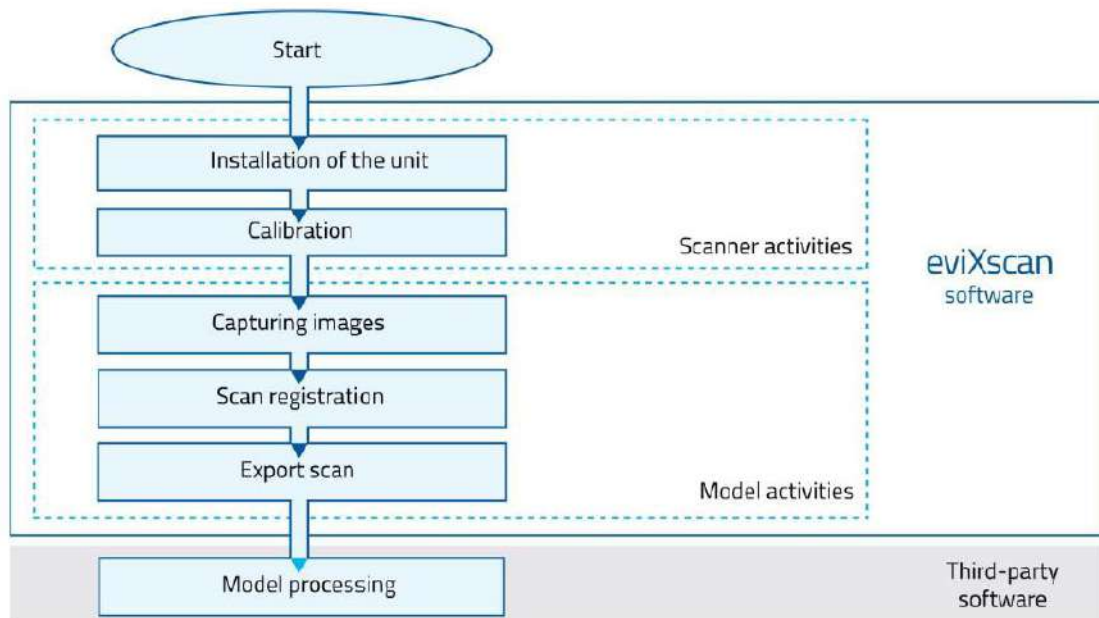 Start
Installation of the unit
Calibration
Scanner activities
eviXscan
software
Capturing images
Scan registration
Export scan
Model activities
Model processing
Third-party
software